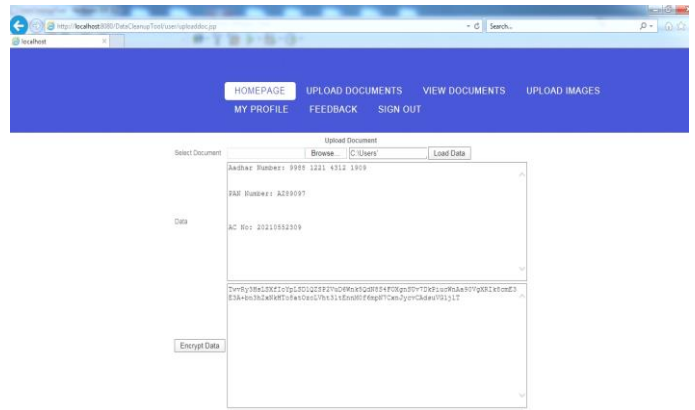 http://localhost:8080/DataCleanupTool/user/uploaddoc.jsp
Search...
localhost
HOMEPAGE UPLOAD DOCUMENTS VIEW DOCUMENTS UPLOAD IMAGES
MY PROFILE FEEDBACK SIGN OUT
Upload Document
Select Document Browse... C:\Users\ Load Data
Aadhar Number: 9988 1221 4312 1909
PAN Number: AZ89097
Data
AC No: 20210882309
Encrypt Data